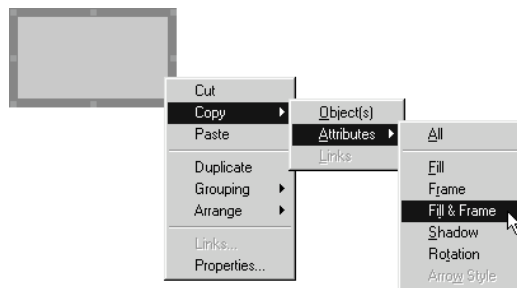 Cut
Copy
Paste
Duplicate
Grouping
Arrange
Links...
Properties...
Object(s)
Attributes
Links
All
Fill
Frame
Fill & Frame
Shadow
Rotation
Arrow Style